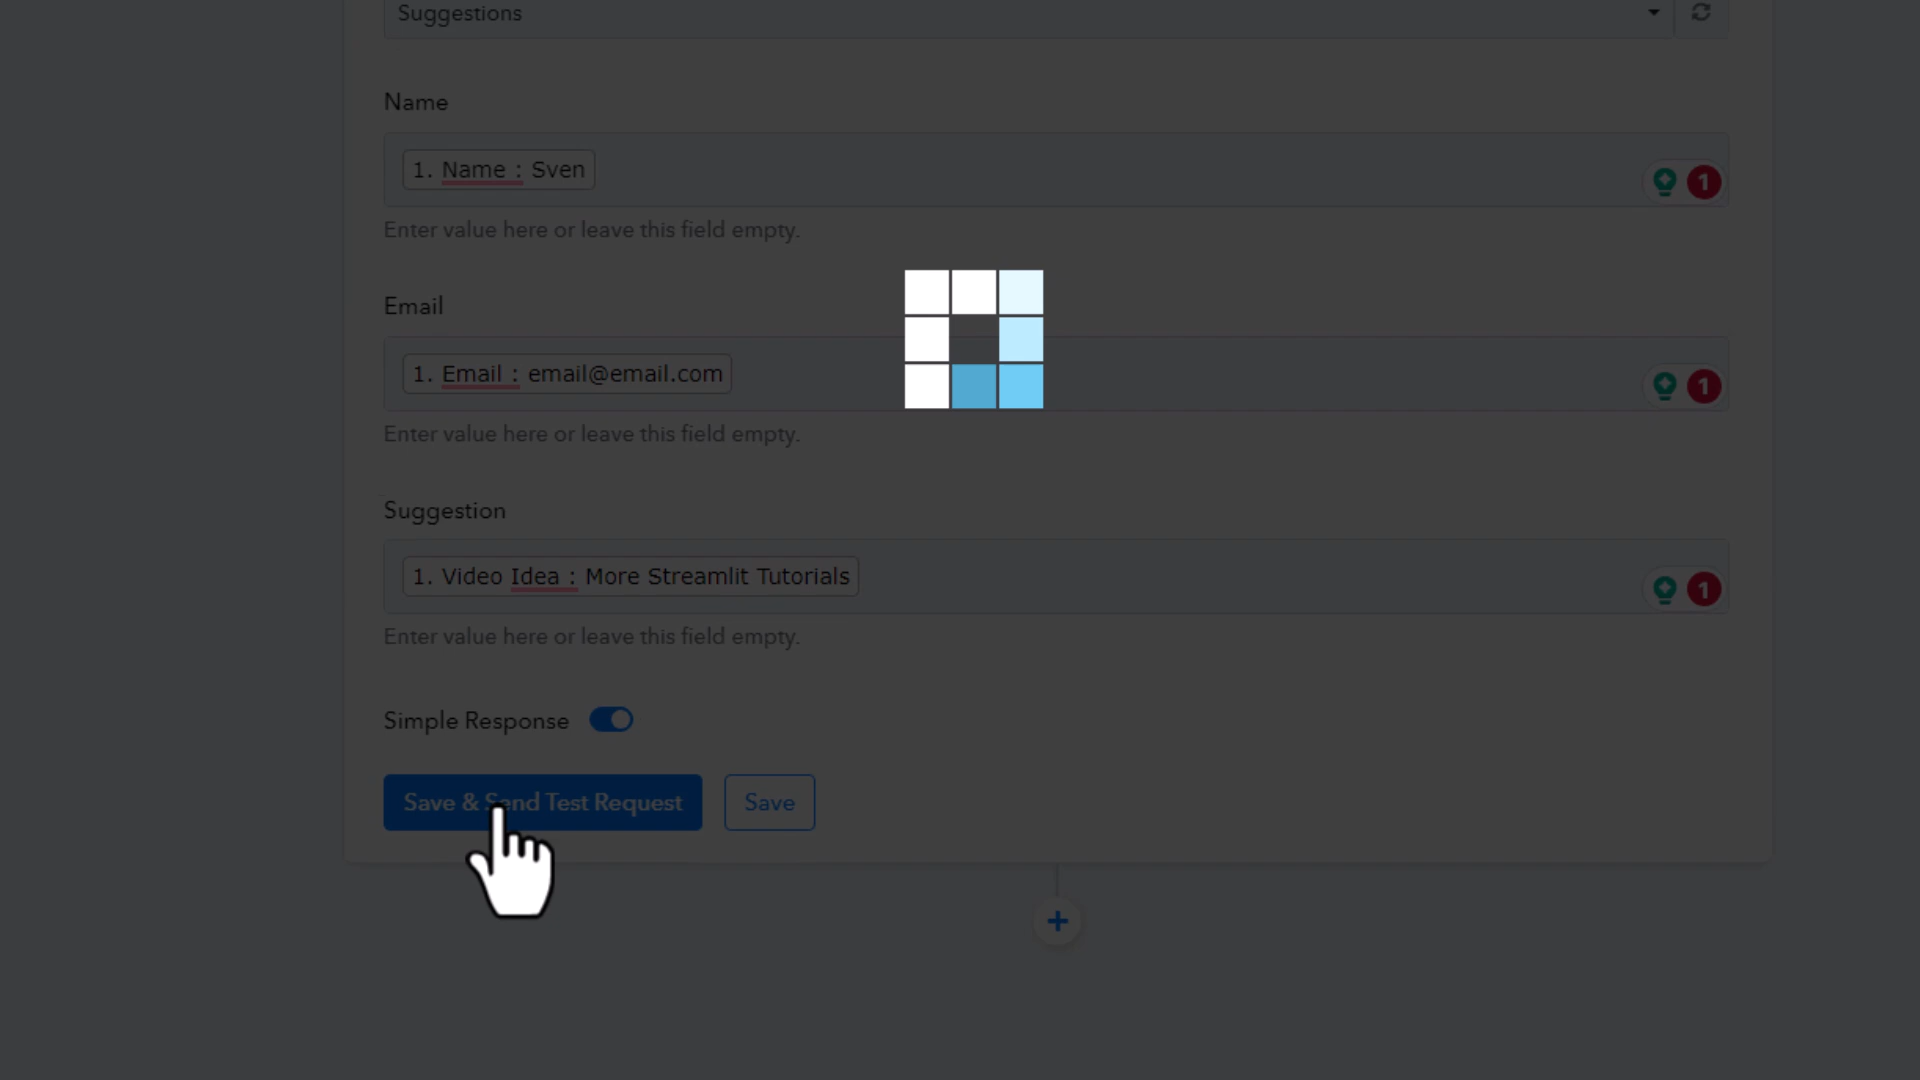 Suggestions
Name
1. Name : Sven
1
Enter value here or leave this field empty.
Email
1. Email : email@email.com
1
Enter value here or leave this field empty.
Suggestion
1. Video Idea : More Streamlit Tutorials
1
Enter value here or leave this field empty.
Simple Response
Save & Send Test Request
Save